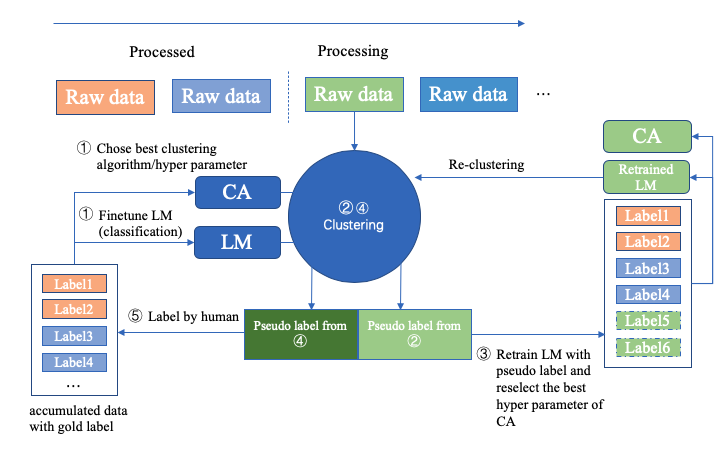 Processed
Processing
Raw data
Raw data
Raw data
Raw data
...
① Chose best clustering
algorithm/hyper parameter
CA
① Finetune LM
(classification)
LM
②④
Clustering
Re-clustering
CA
Retrained
LM
Label1
Label2
Label3
Label4
Label5
Label6
Label1
Label2
Label3
Label4
...
accumulated data
with gold label
⑤ Label by human
Pseudo label from
④
Pseudo label from
②
③ Retrain LM with
pseudo label and
reselect the best
hyper parameter of
CA